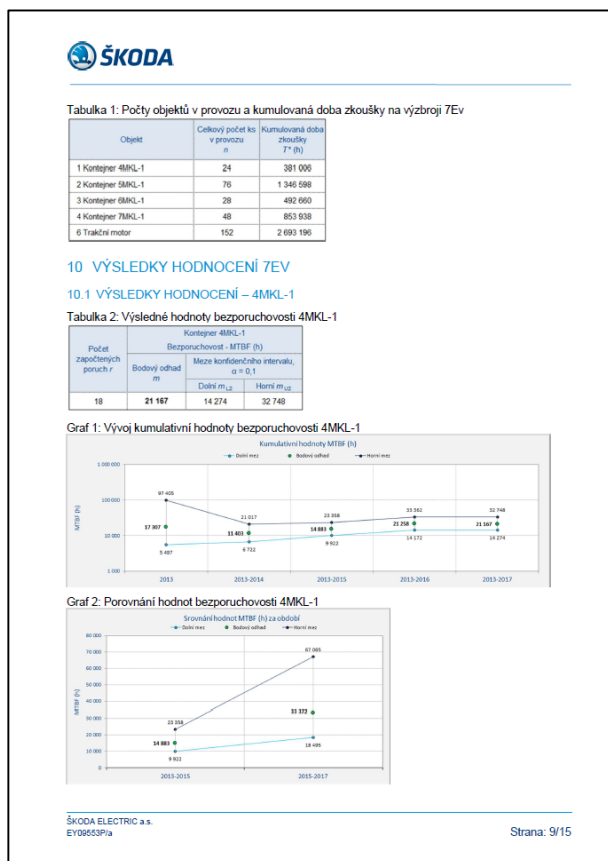 ŠKODA
Tabulka 1: Počty objektů v provozu a kumulovaná doba zkoušky na výzbroji 7Ev
Objekt
Celkový počet ks v provozu n
Kumulovaná doba zkoušky T* (h)
1 Kontejner 4MKL-1 24 381 006
2 Kontejner 5MKL-1 76 1 346 598
3 Kontejner 6MKL-1 28 492 660
4 Kontejner 7MKL-1 48 853 938
6 Trakční motor 152 2 693 196
10 VÝSLEDKY HODNOCENÍ 7EV
10.1 VÝSLEDKY HODNOCENÍ – 4MKL-1
Tabulka 2: Výsledné hodnoty bezporuchovosti 4MKL-1
Počet započtených poruch r
Kontejner 4MKL-1
Bezporuchovost - MTBF (h)
Bodový odhad m
Meze konfidenčního intervalu, α = 0,1
Dolní mL2 Horní mU2
18 21 167 14 274 32 748
Graf 1: Vývoj kumulativní hodnoty bezporuchovosti 4MKL-1
Kumulativní hodnoty MTBF (h)
Dolní mez Bodový odhad Horní mez
MTBF (h)
1 000 000
100 000
10 000
1 000
97 405 21 017 23 358 33 392 32 748
17 307 11 403 14 883 21 258 21 167
5 497 6 722 9 922 14 172 14 274
2013 2013-2014 2013-2015 2013-2016 2013-2017
Graf 2: Porovnání hodnot bezporuchovosti 4MKL-1
Srovnání hodnot MTBF (h) za období
Dolní mez Bodový odhad Horní mez
MTBF (h)
80 000
70 000
60 000
50 000
40 000
30 000
20 000
10 000
0
23 358 67 065
14 883 33 372
9 922 18 495
2013-2015 2015-2017
ŠKODA ELECTRIC a.s.
EY09553P/a
Strana: 9/15